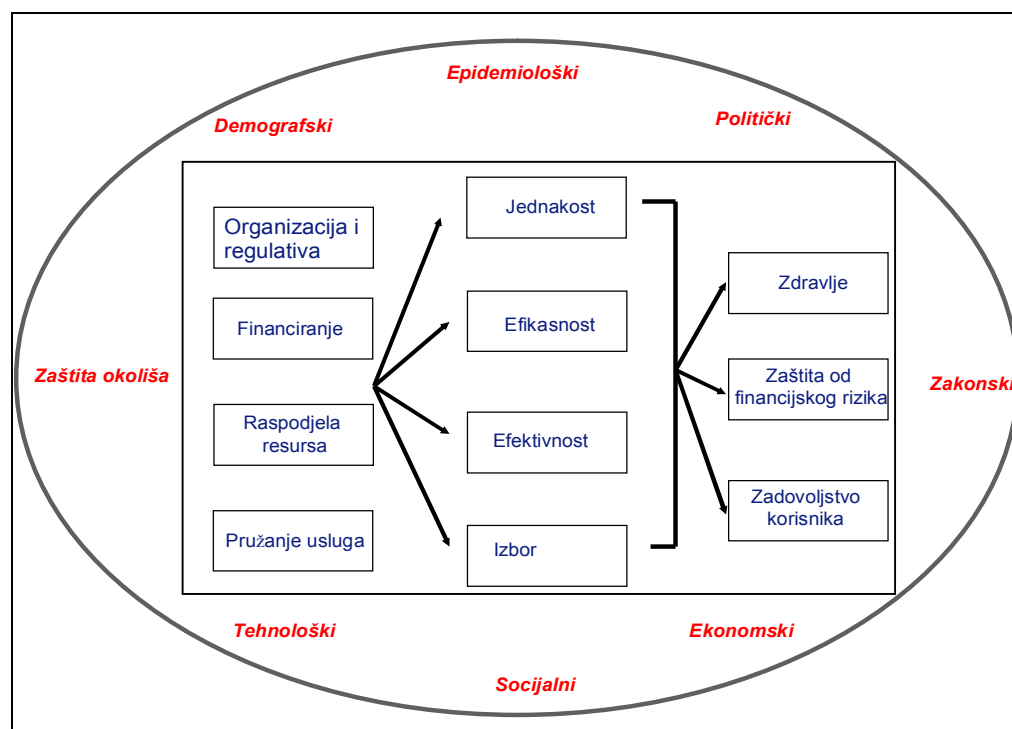 Epidemiološki
Demografski
Politički
Jednakost
Organizacija i
regulativa
Zdravlje
Financiranje
Efikasnost
Zaštita okoliša
Zaštita od
financijskog rizika
Zakonski
Raspodjela
resursa
Efektivnost
Zadovoljstvo
korisnika
Pružanje usluga
Izbor
Tehnološki
Ekonomski
Socijalni